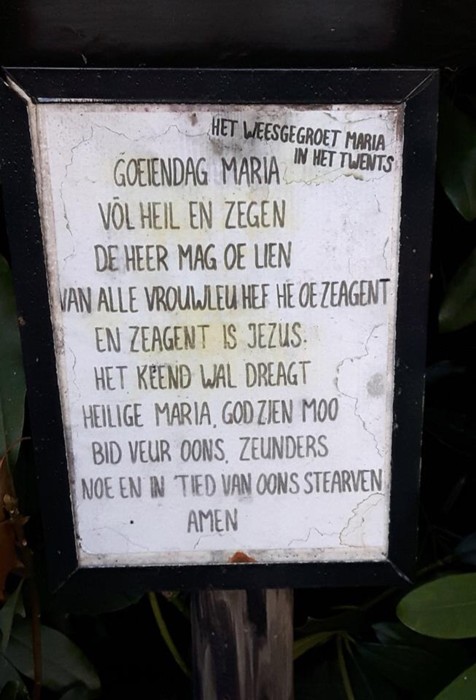 HET WEESGEGROET MARIA
IN HET TWENTS
GOEIENDAG MARIA
VÖL HEIL EN ZEGEN
DE HEER MAG OE LIEN
VAN ALLE VROUWLEU HEF HE OE ZEAGENT
EN ZEAGENT IS JEZUS.
HET KEEND WAL DREAGT
HEILIGE MARIA, GOD ZIEN MOO
BID VEUR OONS, ZEUNDERS
NOE EN IN 'TIED VAN OONS STEARVEN
AMEN